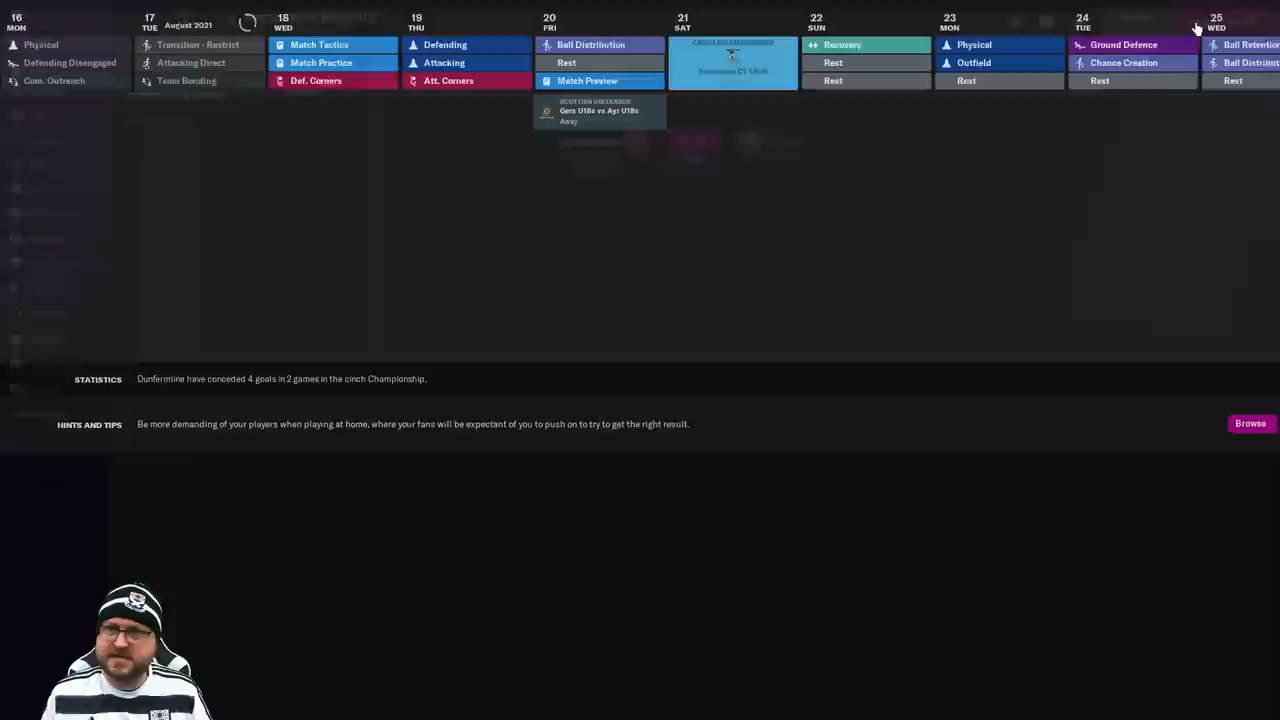 16
MON
17
TUE
August 2021
18
WED
19
THU
20
FRI
21
SAT
22
SUN
23
MON
24
TUE
25
WED
Physical
Transition - Restrict
Match Tactics
Defending
Ball Distribution
Recovery
Physical
Ground Defence
Ball Retentio
Defending Disengaged
Attacking Direct
Match Practice
Attacking
Rest
Rest
Outfield
Chance Creation
Ball Distribut
Com. Outreach
Team Bonding
Def. Corners
Att. Corners
Match Preview
Rest
Rest
Rest
Rest
SCOTTISH U18 LEAGUE
Gers U18s vs Ayr U18s
Away
STATISTICS
Dunfermline have conceded 4 goals in 2 games in the cinch Championship.
HINTS AND TIPS
Be more demanding of your players when playing at home, where your fans will be expectant of you to push on to try to get the right result.
Browse